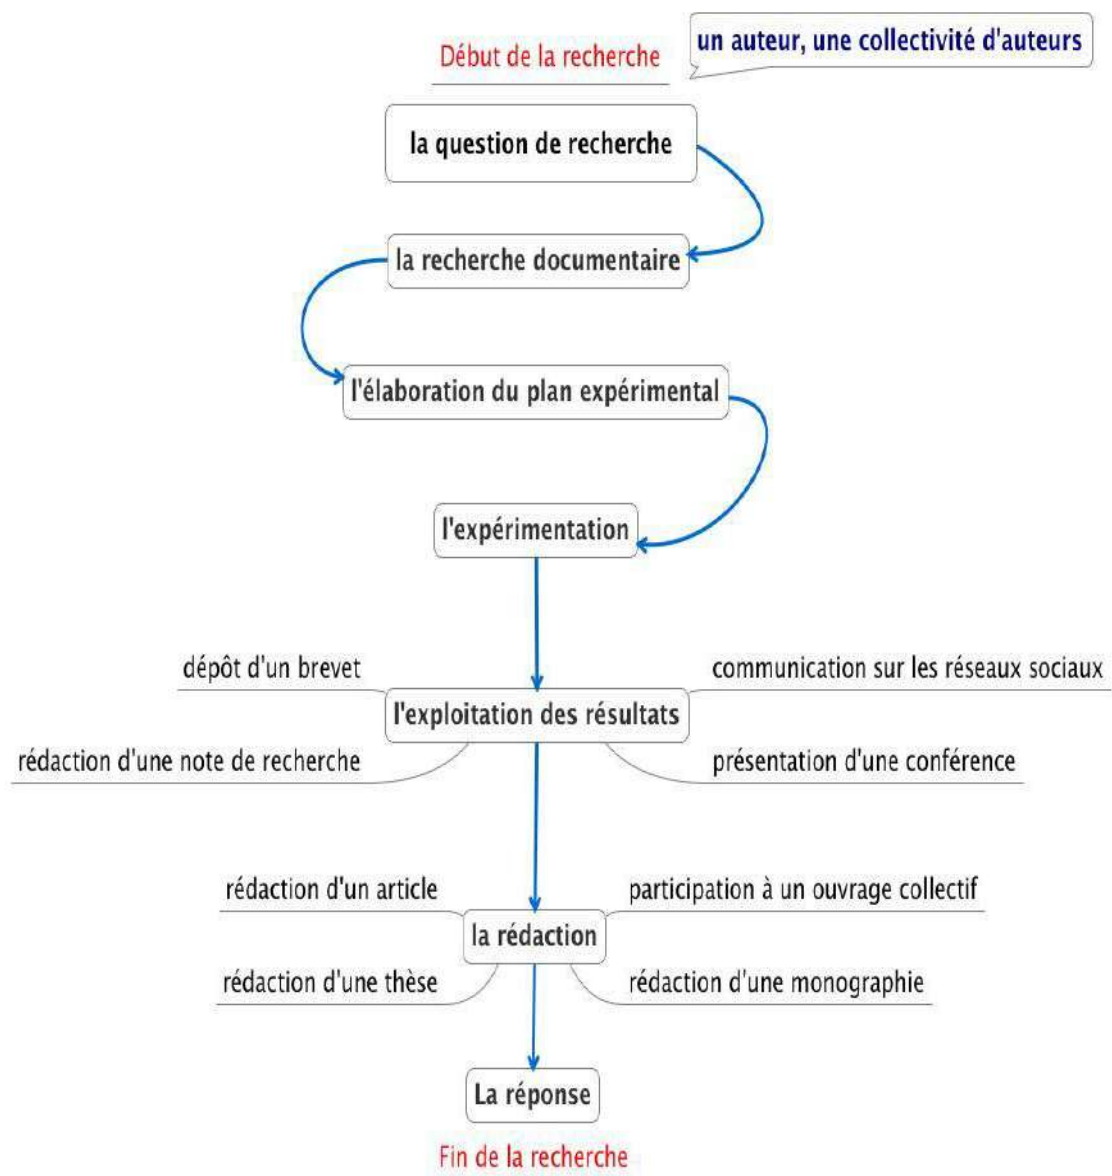 Début de la recherche
un auteur, une collectivité d'auteurs
la question de recherche
la recherche documentaire
l'élaboration du plan expérimental
l'expérimentation
dépôt d'un brevet
communication sur les réseaux sociaux
l'exploitation des résultats
rédaction d'une note de recherche
présentation d'une conférence
rédaction d'un article
participation à un ouvrage collectif
la rédaction
rédaction d'une thèse
rédaction d'une monographie
La réponse
Fin de la recherche